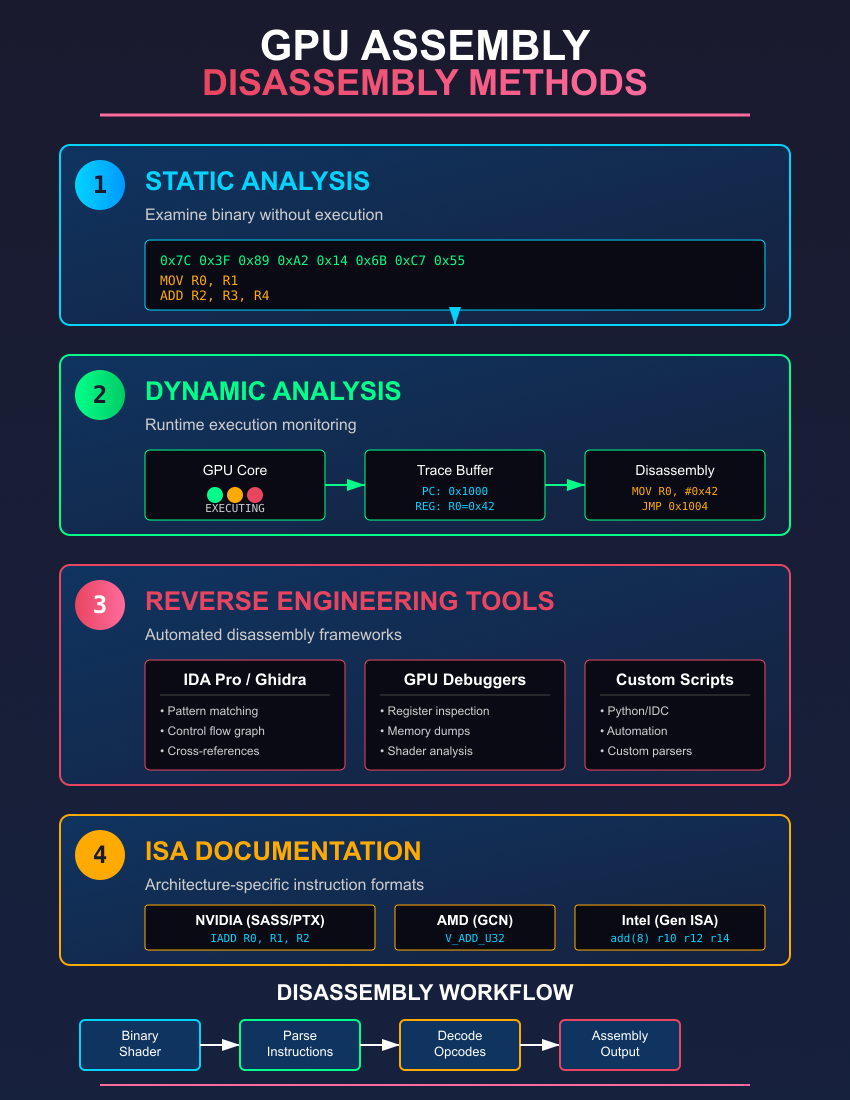 GPU ASSEMBLY
DISASSEMBLY METHODS
1
STATIC ANALYSIS
Examine binary without execution
0x7C 0x3F 0x89 0xA2 0x14 0x6B 0xC7 0x55
MOV R0, R1
ADD R2, R3, R4
2
DYNAMIC ANALYSIS
Runtime execution monitoring
GPU Core
EXECUTING
Trace Buffer
PC: 0x1000
REG: R0=0x42
Disassembly
MOV R0, #0x42
JMP 0x1004
3
REVERSE ENGINEERING TOOLS
Automated disassembly frameworks
IDA Pro / Ghidra
• Pattern matching
• Control flow graph
• Cross-references
GPU Debuggers
• Register inspection
• Memory dumps
• Shader analysis
Custom Scripts
• Python/IDC
• Automation
• Custom parsers
4
ISA DOCUMENTATION
Architecture-specific instruction formats
NVIDIA (SASS/PTX)
IADD R0, R1, R2
AMD (GCN)
V_ADD_U32
Intel (Gen ISA)
add(8) r10 r12 r14
DISASSEMBLY WORKFLOW
Binary
Shader
Parse
Instructions
Decode
Opcodes
Assembly
Output